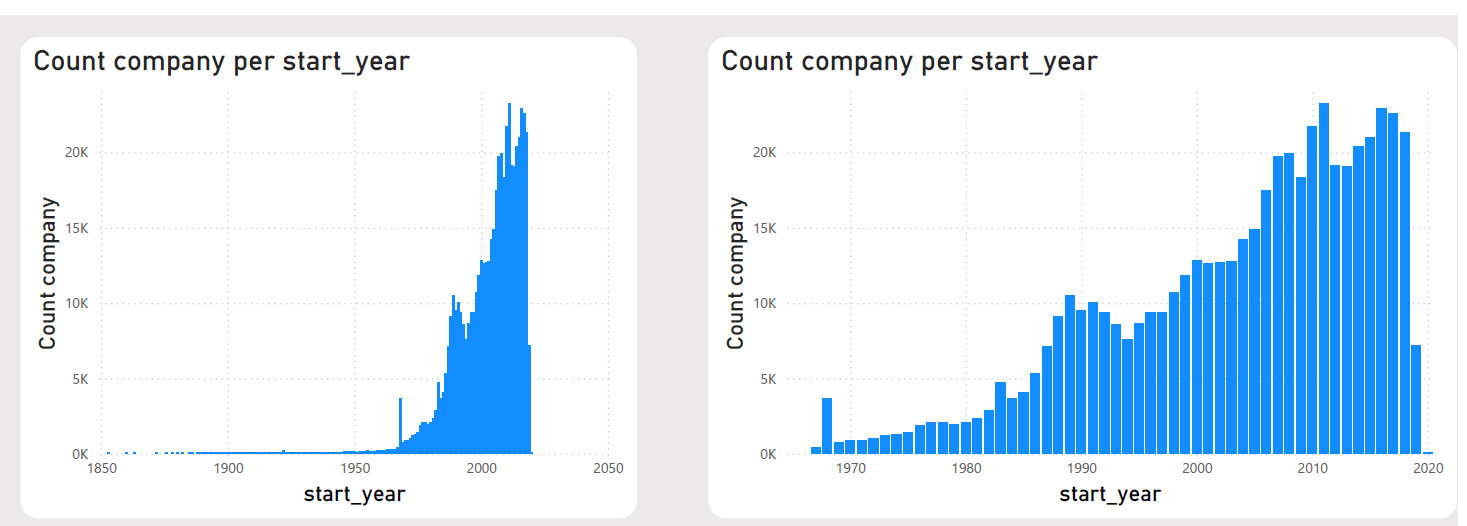 Count company per start_year
20K
15K
10K
5K
0K
Count company
1850 1900 1950 2000 2050
start_year
Count company per start_year
20K
15K
10K
5K
0K
Count company
1970 1980 1990 2000 2010 2020
start_year